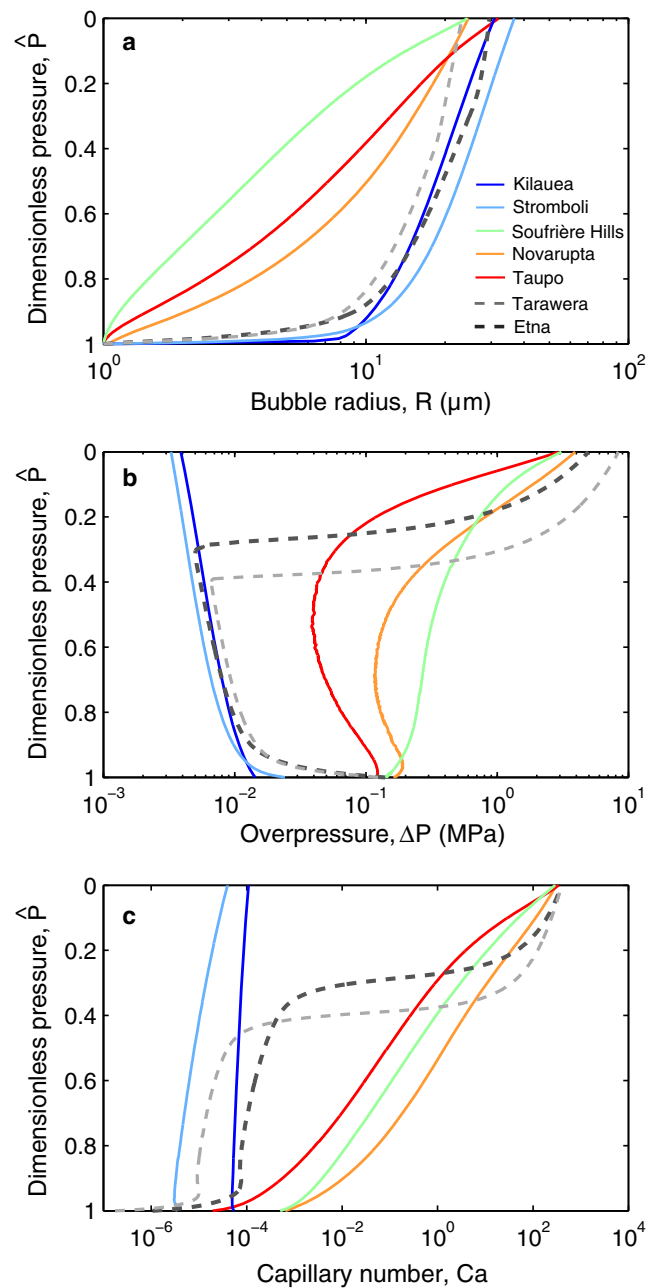 a
Dimensionless pressure, P̂
0
0.2
0.4
0.6
0.8
1
Kilauea
Stromboli
Soufrière Hills
Novarupta
Taupo
Tarawera
Etna
10⁰
10¹
10²
Bubble radius, R (µm)
b
Dimensionless pressure, P̂
0
0.2
0.4
0.6
0.8
1
10⁻³
10⁻²
10⁻¹
10⁰
10¹
Overpressure, ΔP (MPa)
c
Dimensionless pressure, P̂
0
0.2
0.4
0.6
0.8
1
10⁻⁶
10⁻⁴
10⁻²
10⁰
10²
10⁴
Capillary number, Ca